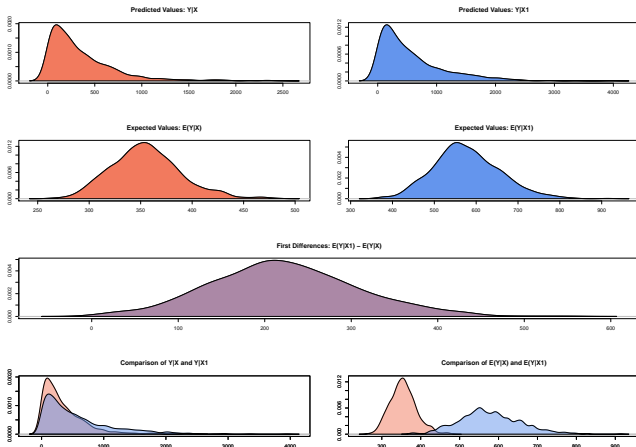 Predicted Values: Y|X
Predicted Values: Y|X1
0.0000 0.0010 0.0020
0.0000 0.0006 0.0012
0 500 1000 1500 2000 2500
0 1000 2000 3000 4000
Expected Values: E(Y|X)
Expected Values: E(Y|X1)
0.000 0.006 0.012
0.000 0.002 0.004
250 300 350 400 450 500
300 400 500 600 700 800 900
First Differences: E(Y|X1) − E(Y|X)
0.000 0.002 0.004
0 100 200 300 400 500 600
Comparison of Y|X and Y|X1
Comparison of E(Y|X) and E(Y|X1)
0.0000 0.0010 0.0020
0.000 0.006 0.012
0 1000 2000 3000 4000
300 400 500 600 700 800 900